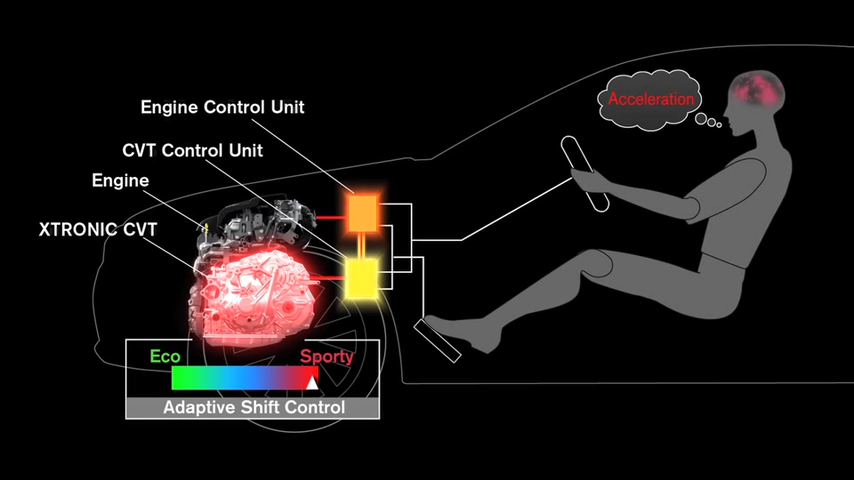 Acceleration
Engine Control Unit
CVT Control Unit
Engine
XTRONIC CVT
Eco
Sporty
Adaptive Shift Control